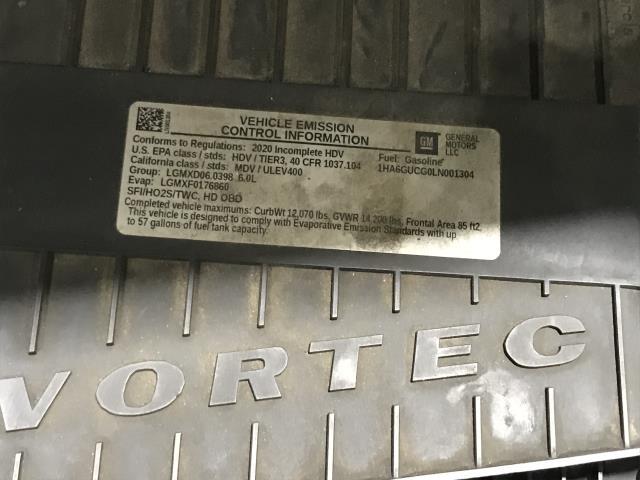 VEHICLE EMISSION
CONTROL INFORMATION
Conforms to Regulations: 2020 Incomplete HDV
U.S. EPA class / stds: HDV / TIER3, 40 CFR 1037.104
California class / stds: MDV / ULEV400
Group: LGMXD06.0398 6.0L
Evap: LGMXF0176860
SFI/HO2S/TWC, HD OBD
Fuel: Gasoline
1HA6GUCG0LN001304
GM
GENERAL
MOTORS
LLC
Completed vehicle maximums: CurbWt 12,070 lbs, GVWR 14,200 lbs, Frontal Area 85 ft2,
This vehicle is designed to comply with Evaporative Emission Standards with up
to 57 gallons of fuel tank capacity.
VORTEC